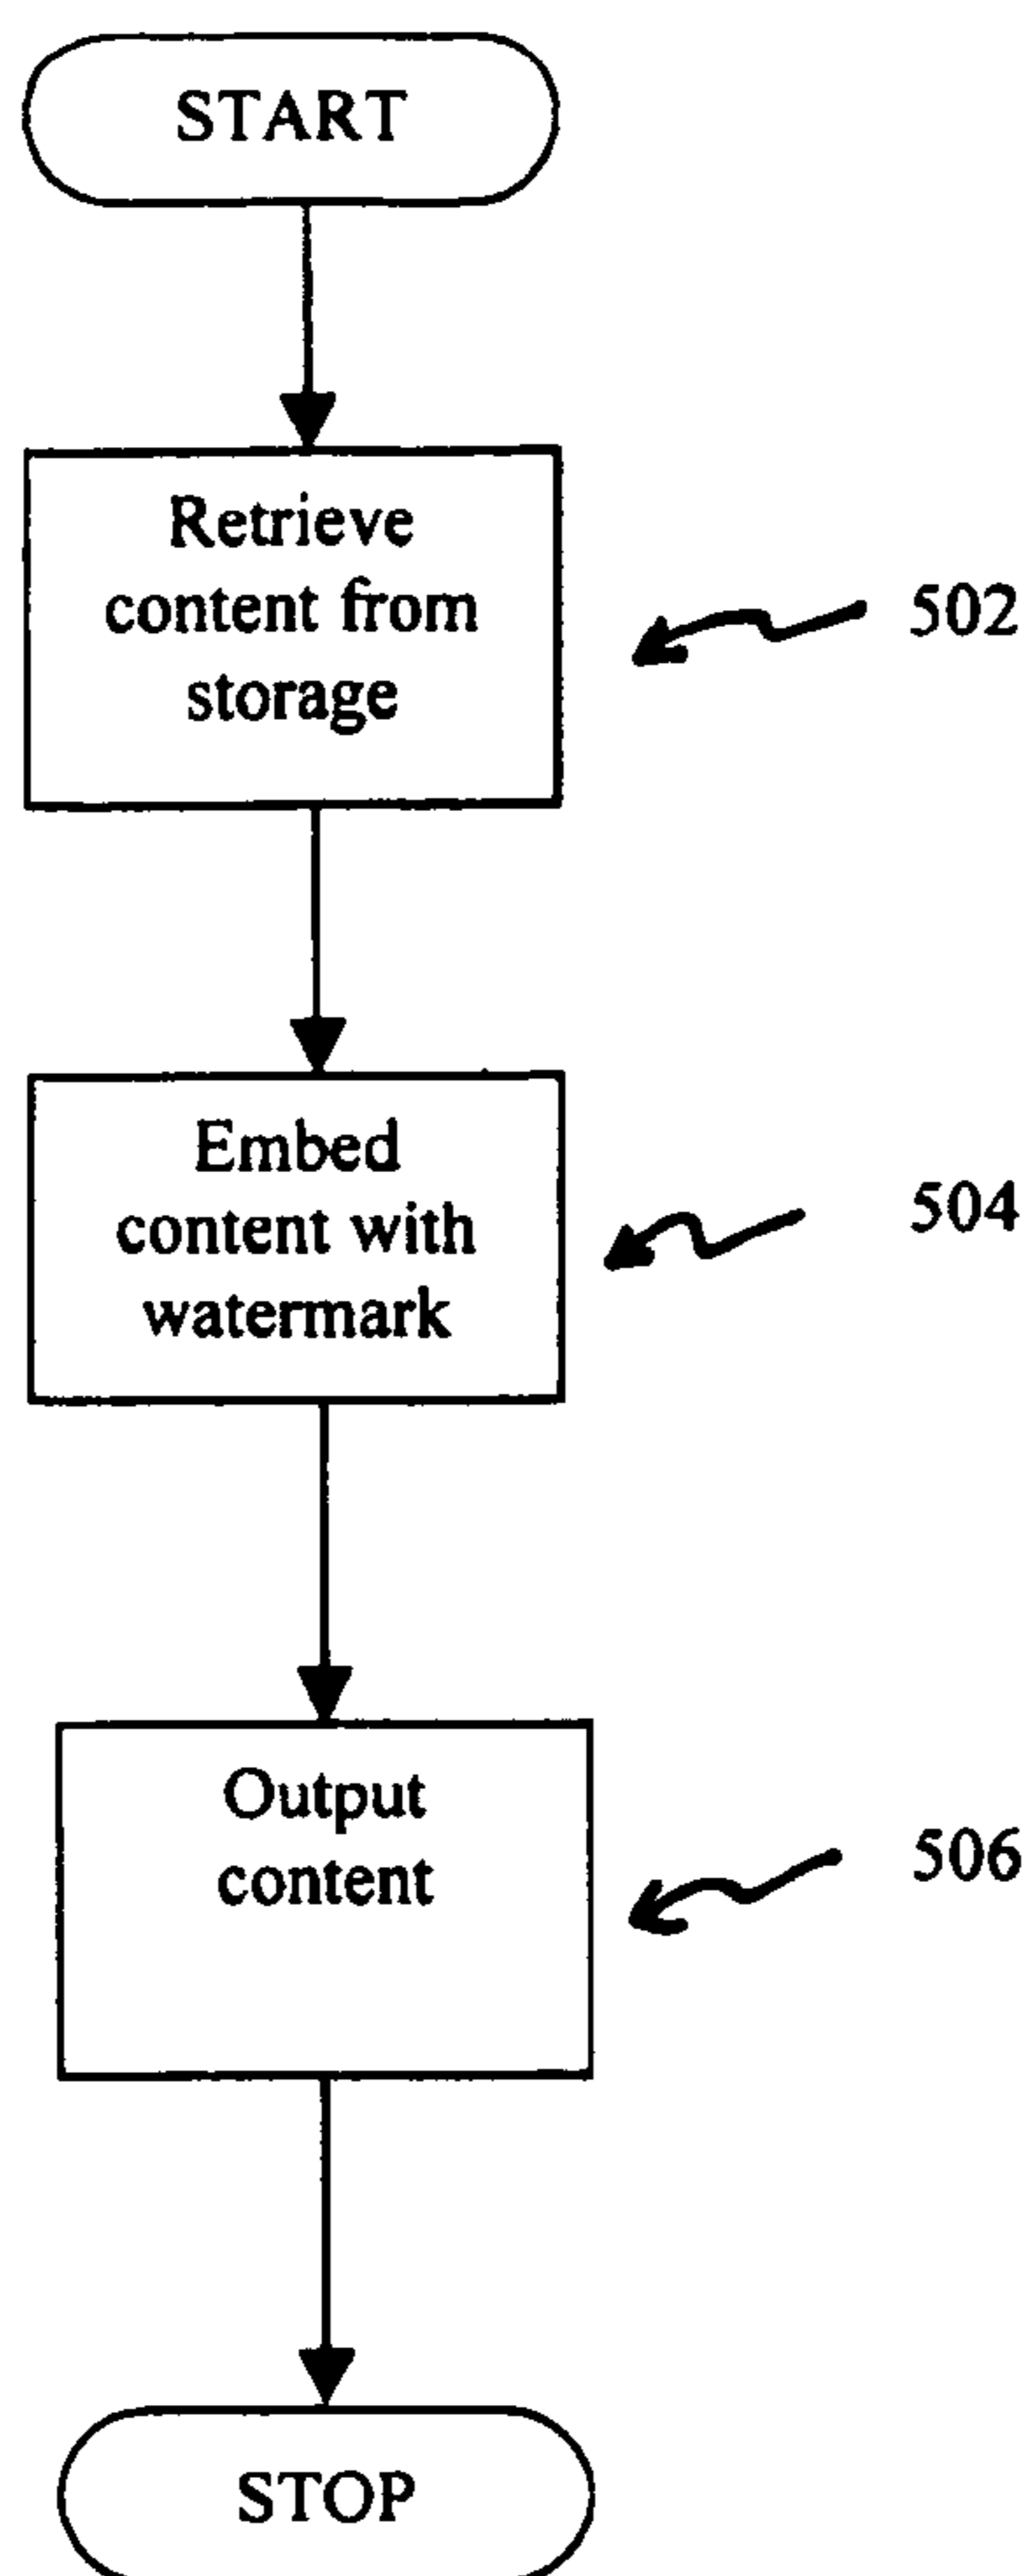 START
Retrieve
content from
storage
502
Embed
content with
watermark
504
Output
content
506
STOP